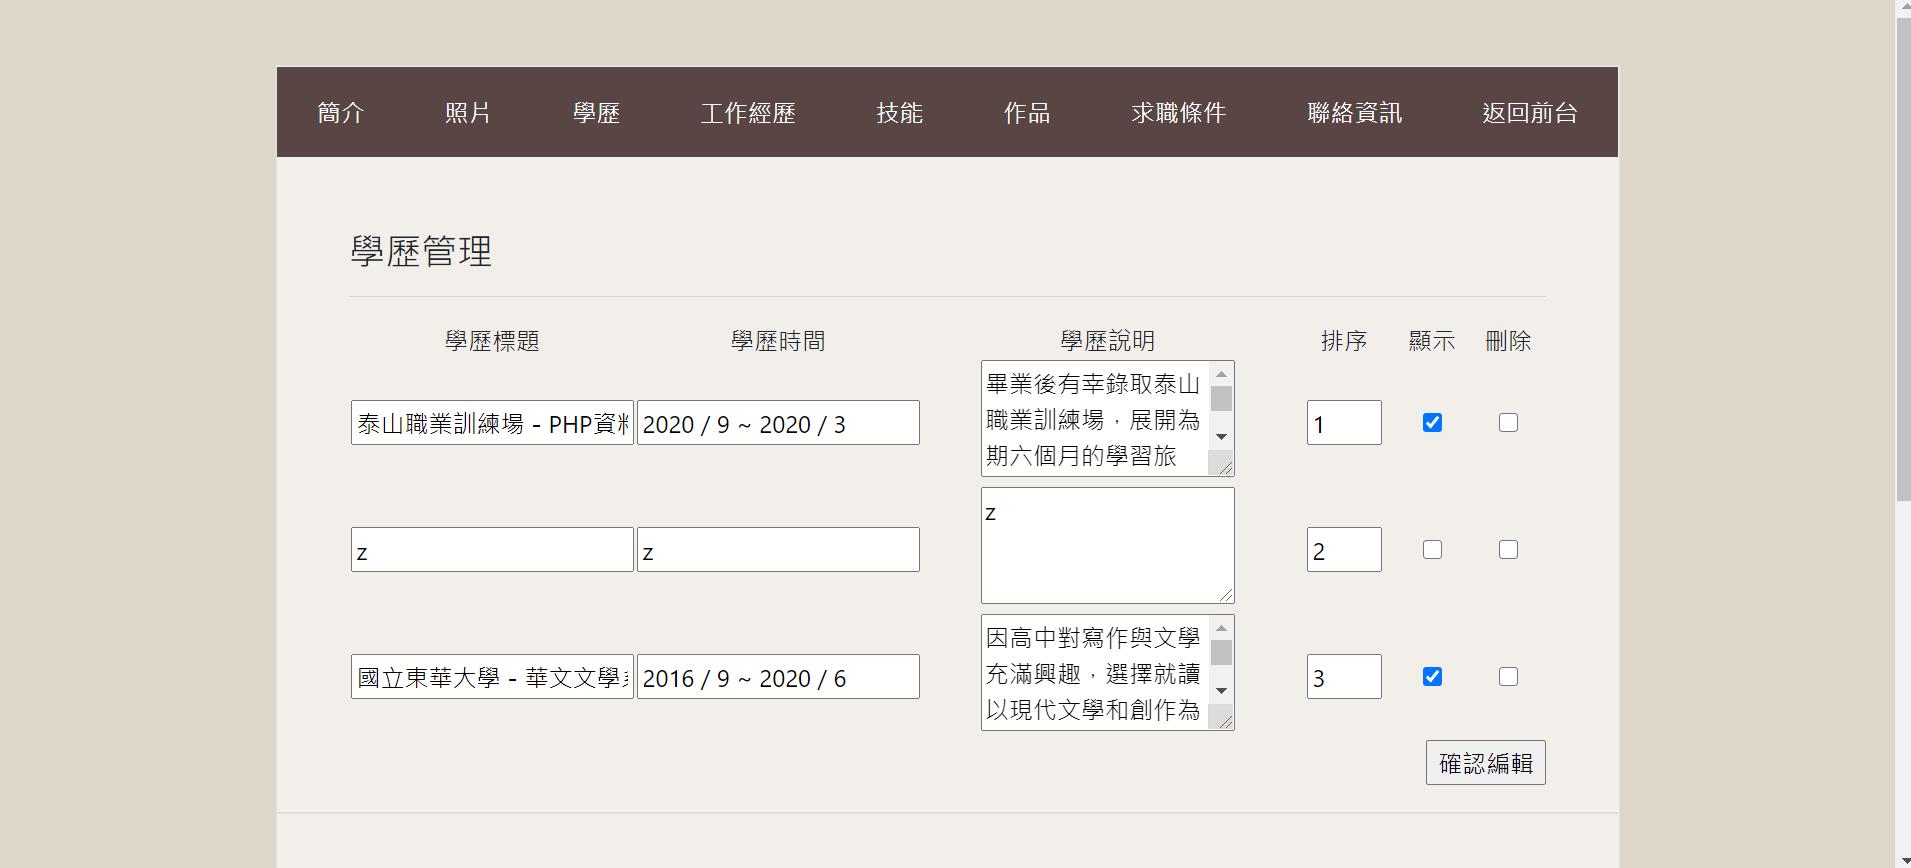 簡介 照片 學歷 工作經歷 技能 作品 求職條件 聯絡資訊 返回前台
學歷管理
學歷標題 學歷時間 學歷說明 排序 顯示 刪除
泰山職業訓練場 - PHP資 2020 / 9 ~ 2020 / 3 1
畢業後有幸錄取泰山
職業訓練場，展開為
期六個月的學習旅
z z z 2
國立東華大學 - 華文文學 2016 / 9 ~ 2020 / 6 3
因高中對寫作與文學
充滿興趣，選擇就讀
以現代文學和創作為
確認編輯